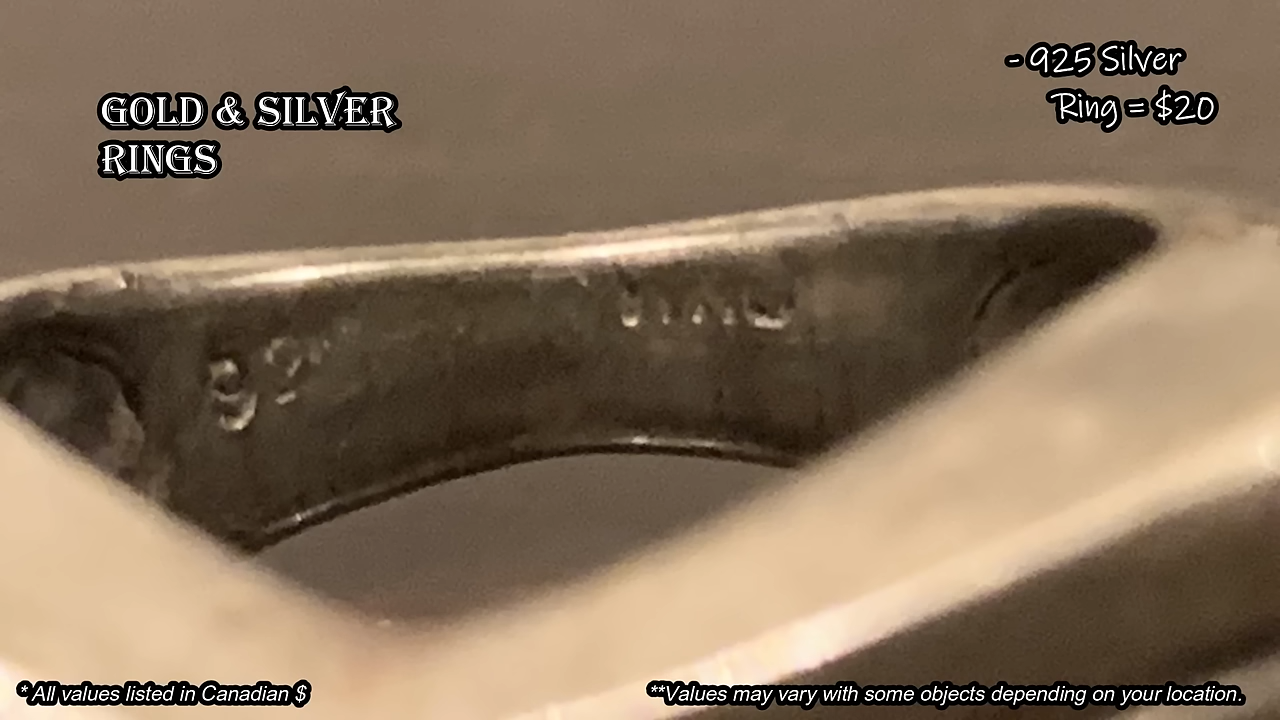 GOLD & SILVER
RINGS
- 925 Silver
Ring = $20
* All values listed in Canadian $
**Values may vary with some objects depending on your location.